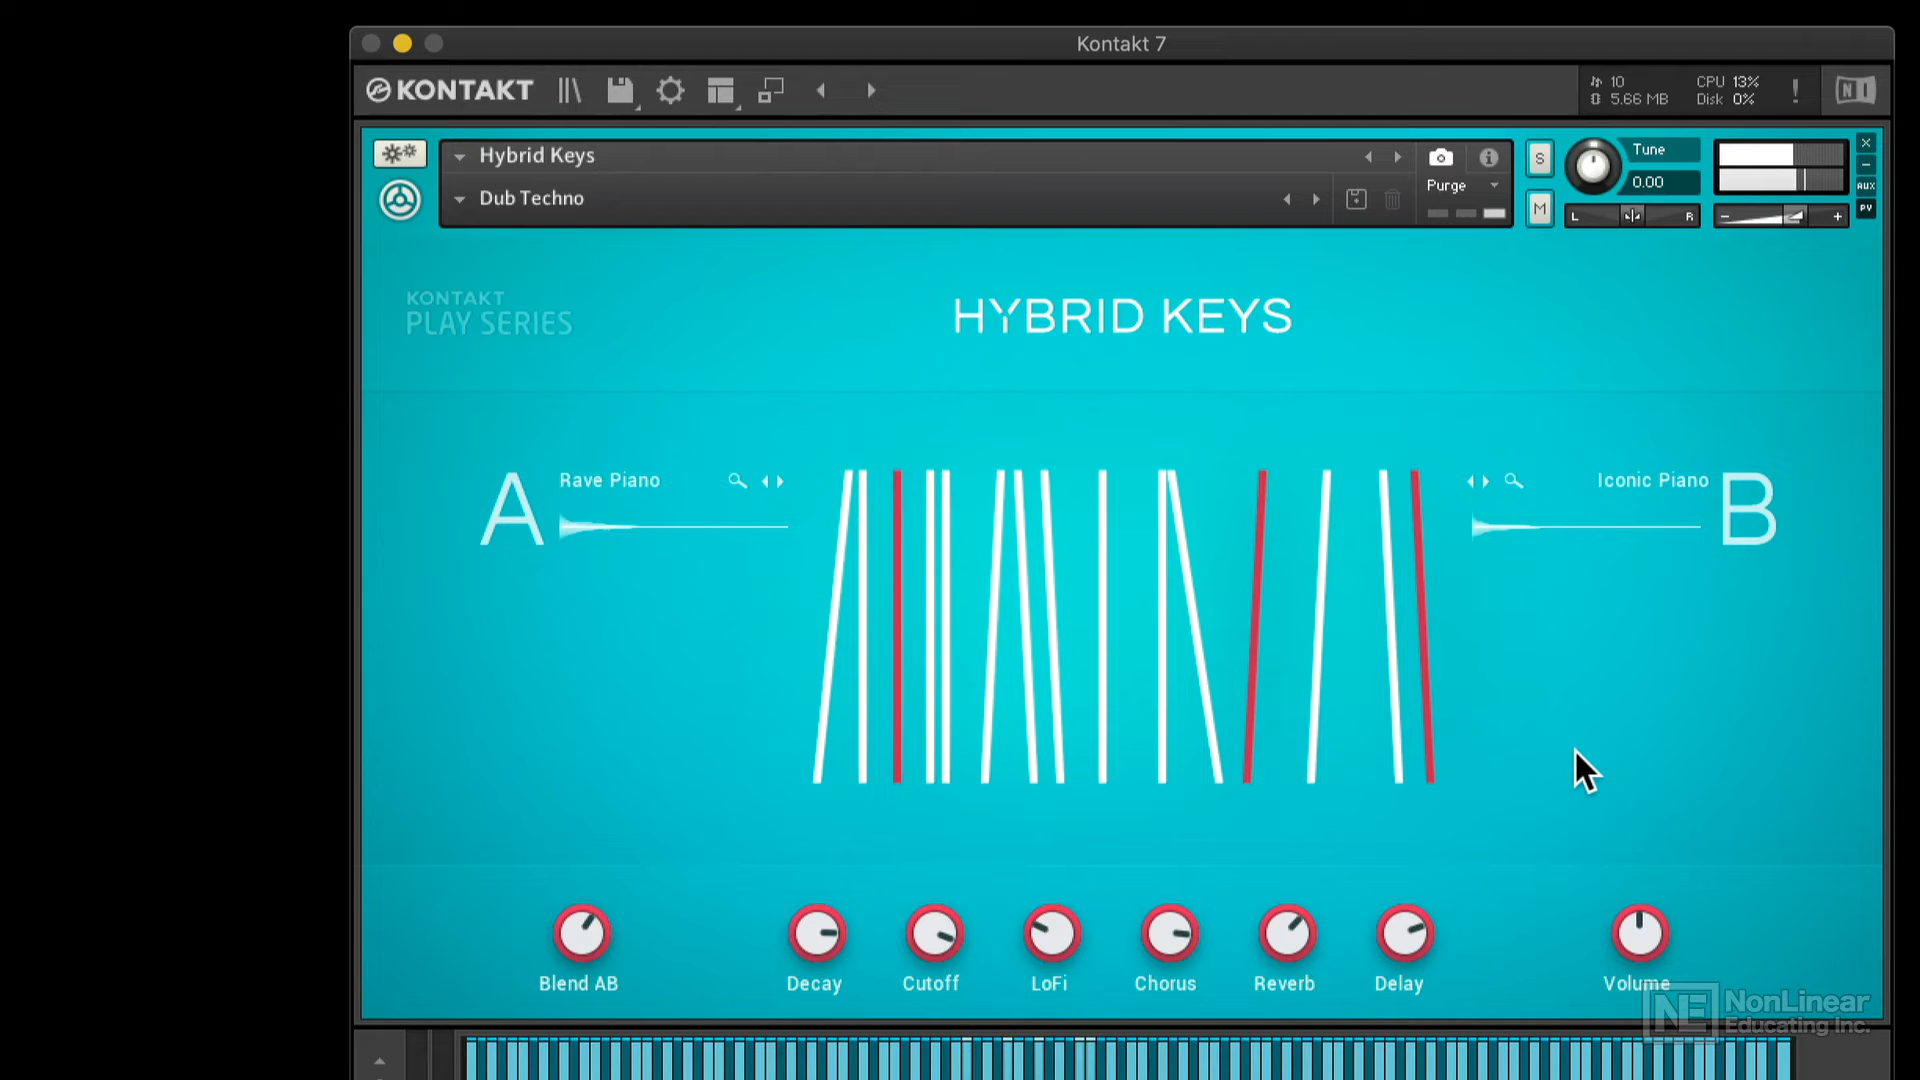 Kontakt 7
KONTAKT
10
5.66 MB
CPU 13%
Disk 0%
!
NI
Hybrid Keys
Dub Techno
Purge
S
M
Tune
0.00
L R
- +
x
-
AUX
PV
KONTAKT
PLAY SERIES
HYBRID KEYS
A
Rave Piano
Iconic Piano
B
Blend AB
Decay
Cutoff
LoFi
Chorus
Reverb
Delay
Volume
NE NonLinear
Educating Inc.